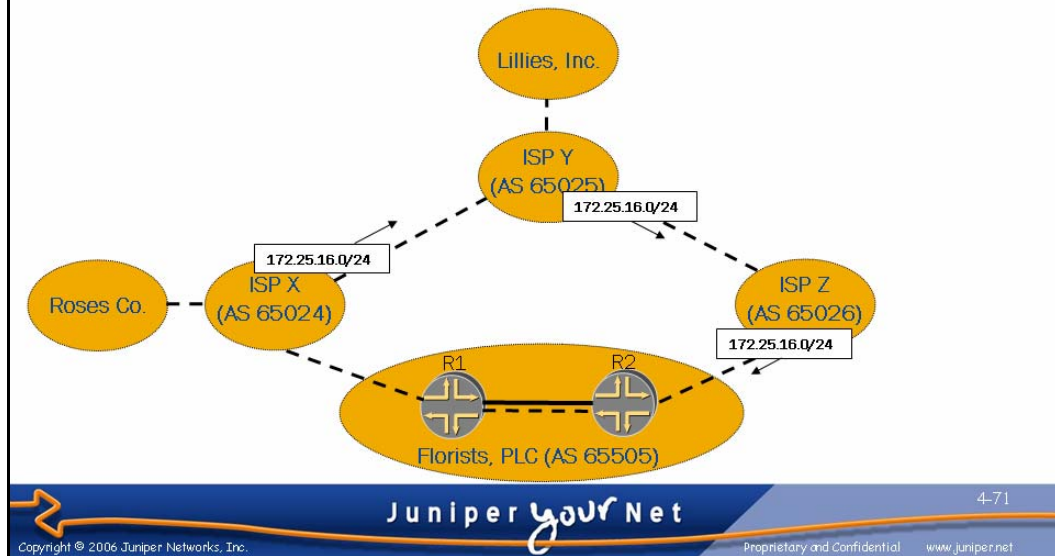 Lillies, Inc.
ISP Y
(AS 65025)
172.25.16.0/24
172.25.16.0/24
ISP X
(AS 65024)
Roses Co.
ISP Z
(AS 65026)
172.25.16.0/24
R1
R2
Florists, PLC (AS 65505)
Juniper your Net
4-71
Copyright © 2006 Juniper Networks, Inc.
Proprietary and Confidential
www.juniper.net